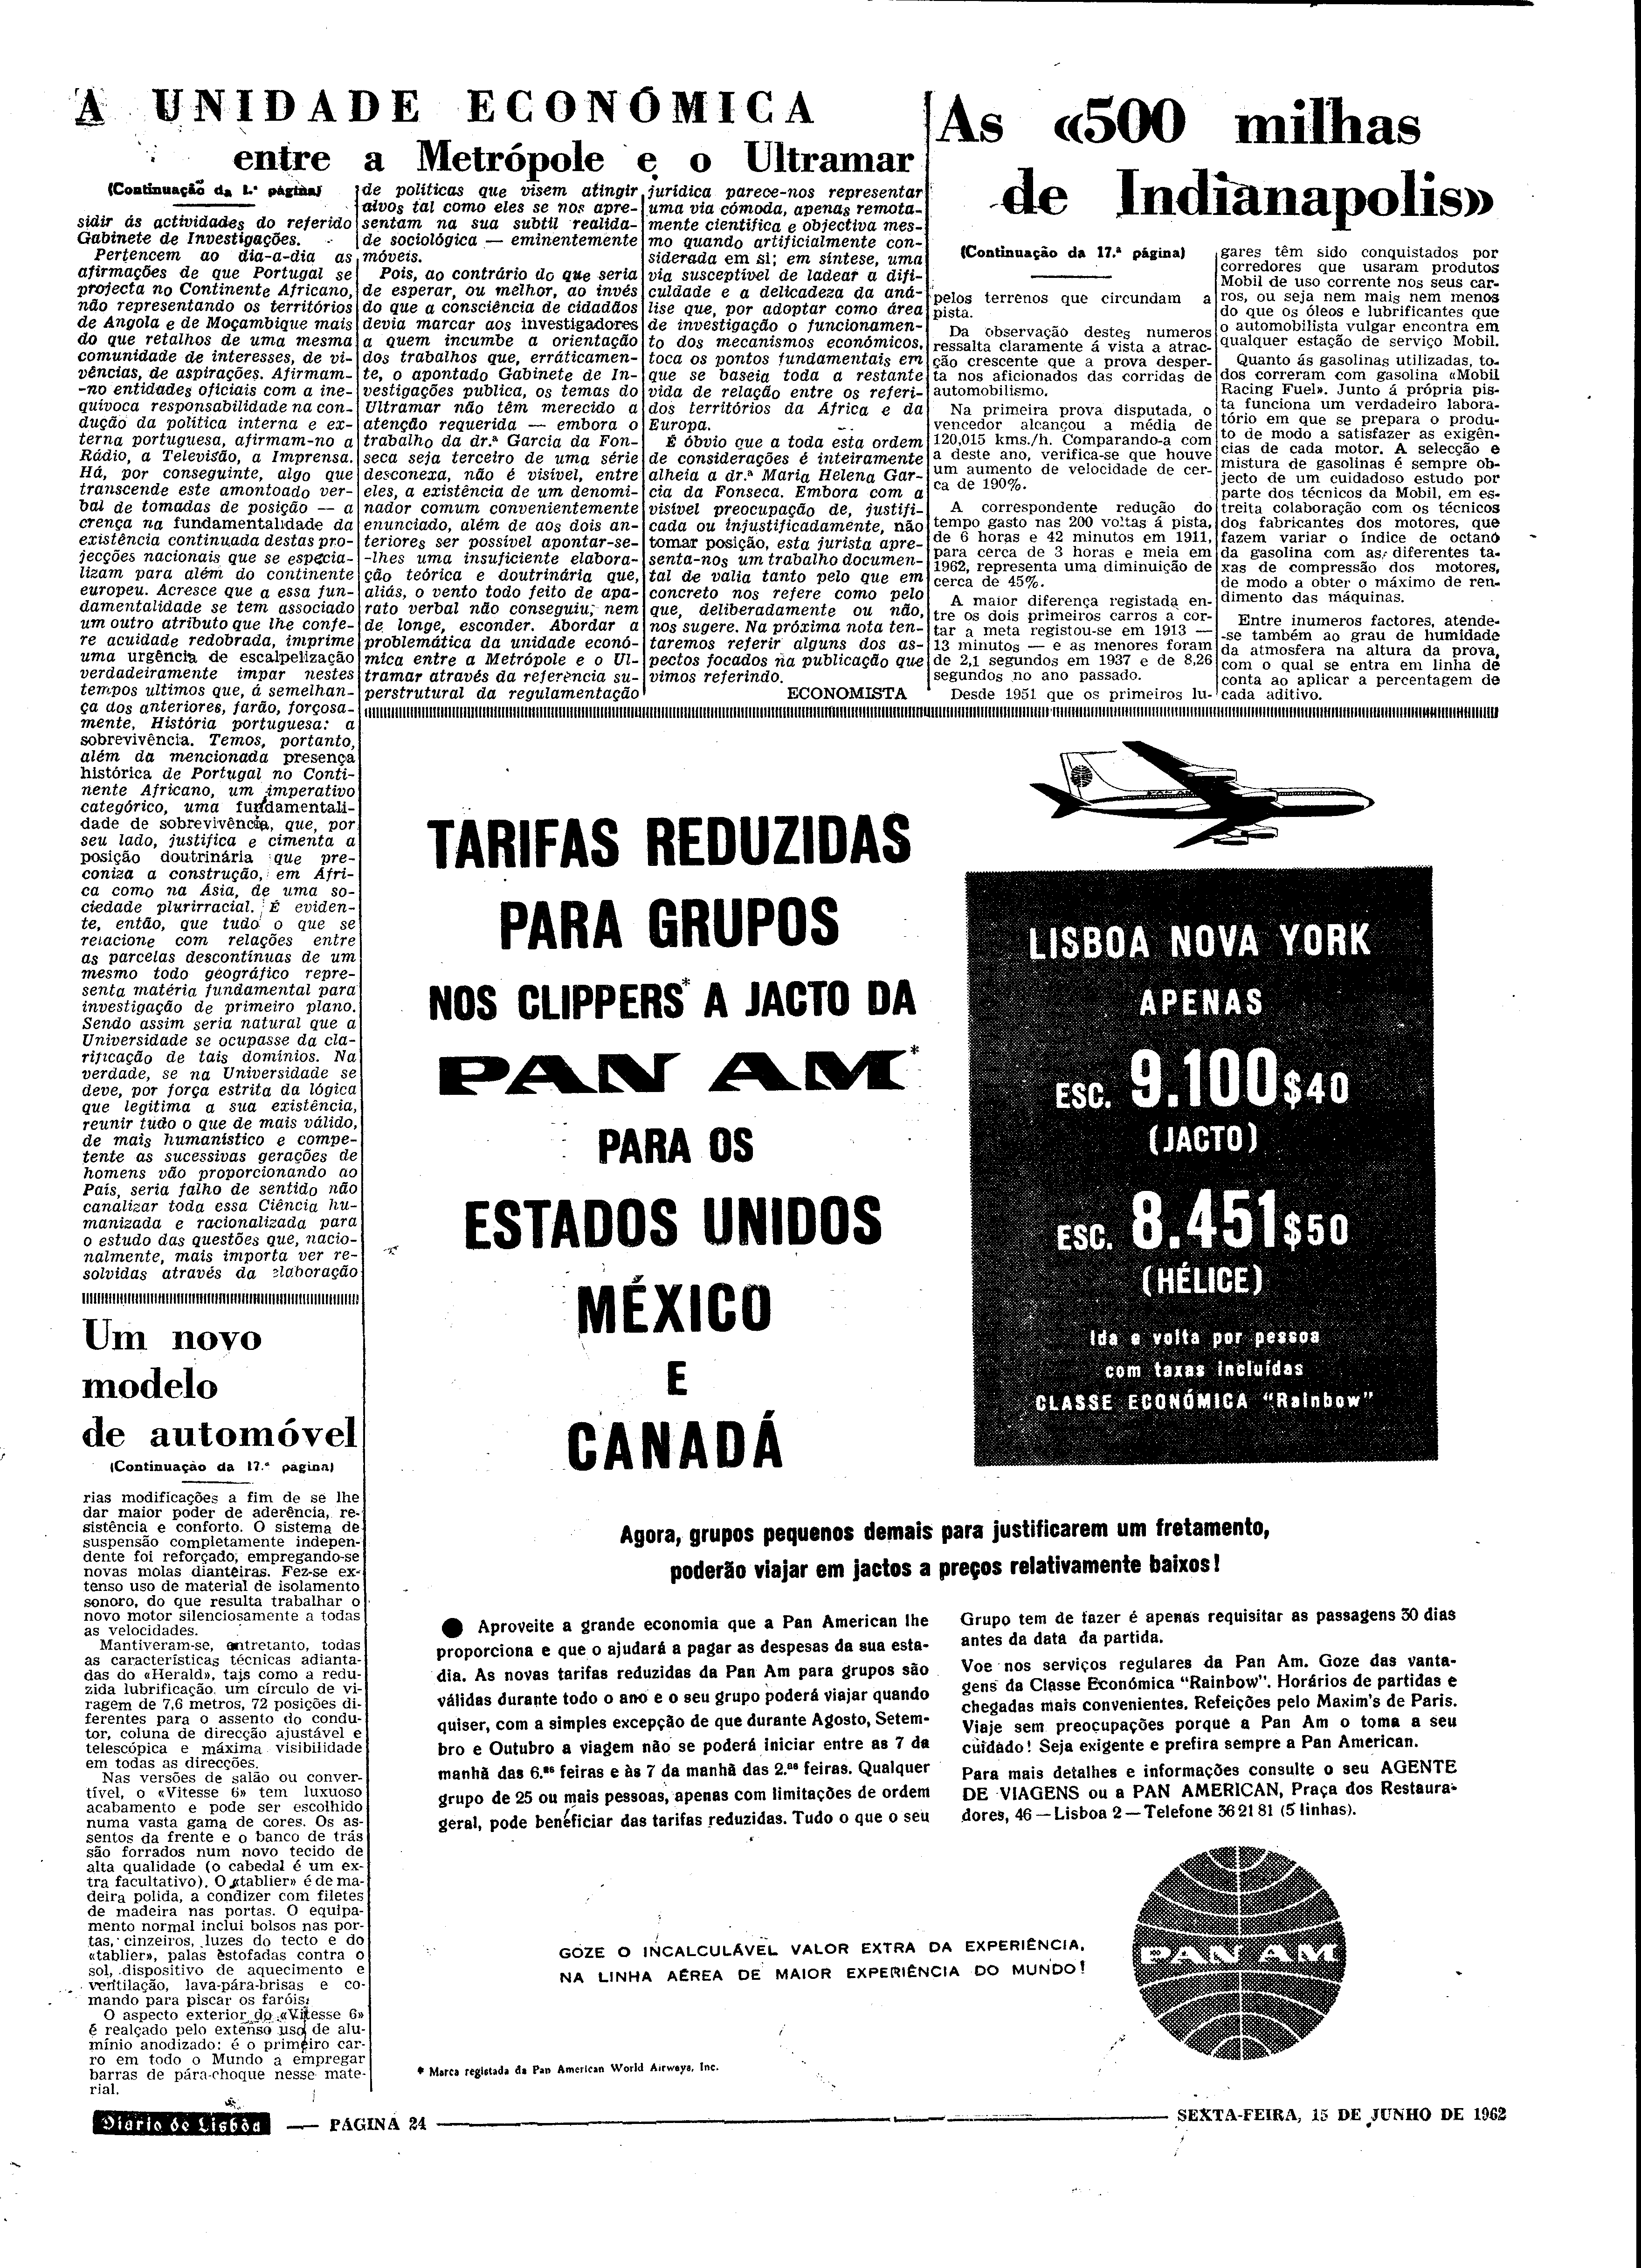 A UNIDADE ECONÓMICA
entre a Metrópole e o Ultramar
(Continuação da 1.ª página)
sidir ás actividades do referido
Gabinete de Investigações.
Pertencem ao dia-a-dia as
afirmações de que Portugal se
projecta no Continente Africano,
não representando os territórios
de Angola e de Moçambique mais
do que retalhos de uma mesma
comunidade de interesses, de vi-
vências, de aspirações. Afirmam-
-no entidades oficiais com a ine-
quívoca responsabilidade na con-
dução da política interna e ex-
terna portuguesa, afirmam-no a
Rádio, a Televisão, a Imprensa.
Há, por conseguinte, algo que
transcende este amontoado ver-
bal de tomadas de posição — a
crença na fundamentalidade da
existência continuada destas pro-
jecções nacionais que se especia-
lizam para além do continente
europeu. Acresce que a essa fun-
damentalidade se tem associado
um outro atributo que lhe confe-
re acuidade redobrada, imprime
uma urgência de escalpelização
verdadeiramente impar nestes
tempos ultimos que, á semelhan-
ça dos anteriores, farão, forçosa-
mente, História portuguesa: a
sobrevivência. Temos, portanto,
além da mencionada presença
histórica de Portugal no Conti-
nente Africano, um imperativo
categórico, uma fundamentali-
dade de sobrevivência, que, por
seu lado, justifica e cimenta a
posição doutrinária que pre-
coniza a construção, em Áfri-
ca como na Ásia, de uma so-
ciedade plurirracial. É eviden-
te, então, que tudo o que se
relacione com relações entre
as parcelas descontínuas de um
mesmo todo geográfico repre-
senta matéria fundamental para
investigação de primeiro plano.
Sendo assim seria natural que a
Universidade se ocupasse da cla-
rificação de tais domínios. Na
verdade, se na Universidade se
deve, por força estrita da lógica
que legitima a sua existência,
reunir tudo o que de mais válido,
de mais humanístico e compe-
tente as sucessivas gerações de
homens vão proporcionando ao
País, seria falho de sentido não
canalizar toda essa Ciência hu-
manizada e racionalizada para
o estudo das questões que, nacio-
nalmente, mais importa ver re-
solvidas através da elaboração
de políticas que visem atingir
alvos tal como eles se nos apre-
sentam na sua subtil realida-
de sociológica — eminentemente
móveis.
Pois, ao contrário do que seria
de esperar, ou melhor, ao invés
do que a consciência de cidadãos
devia marcar aos investigadores
a quem incumbe a orientação
dos trabalhos que, erràticamen-
te, o apontado Gabinete de In-
vestigações publica, os temas do
Ultramar não têm merecido a
atenção requerida — embora o
trabalho da dr.ª Garcia da Fon-
seca seja terceiro de uma série
desconexa, não é visível, entre
eles, a existência de um denomi-
nador comum convenientemente
enunciado, além de aos dois an-
teriores ser possível apontar-se-
-lhes uma insuficiente elabora-
ção teórica e doutrinária que,
aliás, o vento todo feito de apa-
rato verbal não conseguiu, nem
de longe, esconder. Abordar a
problemática da unidade econó-
mica entre a Metrópole e o Ul-
tramar através da referência su-
perstrutural da regulamentação
jurídica parece-nos representar
uma via cómoda, apenas remota-
mente científica e objectiva mes-
mo quando artificialmente con-
siderada em si; em síntese, uma
via susceptível de ladear a difi-
culdade e a delicadeza da aná-
lise que, por adoptar como área
de investigação o funcionamen-
to dos mecanismos económicos,
toca os pontos fundamentais em
que se baseia toda a restante
vida de relação entre os referi-
dos territórios da África e da
Europa.
É óbvio que a toda esta ordem
de considerações é inteiramente
alheia a dr.ª Maria Helena Gar-
cia da Fonseca. Embora com a
visível preocupação de, justifi-
cada ou injustificadamente, não
tomar posição, esta jurista apre-
senta-nos um trabalho documen-
tal de valia tanto pelo que em
concreto nos refere como pelo
que, deliberadamente ou não,
nos sugere. Na próxima nota ten-
taremos referir alguns dos as-
pectos focados na publicação que
vimos referindo.
ECONOMISTA
As «500 milhas
de Indianapolis»
(Continuação da 17.ª página)
pelos terrenos que circundam a
pista.
Da observação destes numeros
ressalta claramente á vista a atrac-
ção crescente que a prova desper-
ta nos aficionados das corridas de
automobilismo.
Na primeira prova disputada, o
vencedor alcançou a média de
120,015 kms./h. Comparando-a com
a deste ano, verifica-se que houve
um aumento de velocidade de cer-
ca de 190%.
A correspondente redução do
tempo gasto nas 200 voltas á pista,
de 6 horas e 42 minutos em 1911,
para cerca de 3 horas e meia em
1962, representa uma diminuição de
cerca de 45%.
A maior diferença registada en-
tre os dois primeiros carros a cor-
tar a meta registou-se em 1913 —
13 minutos — e as menores foram
de 2,1 segundos em 1937 e de 8,26
segundos no ano passado.
Desde 1951 que os primeiros lu-
gares têm sido conquistados por
corredores que usaram produtos
Mobil de uso corrente nos seus car-
ros, ou seja nem mais nem menos
do que os óleos e lubrificantes que
o automobilista vulgar encontra em
qualquer estação de serviço Mobil.
Quanto ás gasolinas utilizadas, to-
dos correram com gasolina «Mobil
Racing Fuel». Junto á própria pis-
ta funciona um verdadeiro labora-
tório em que se prepara o produ-
to de modo a satisfazer as exigên-
cias de cada motor. A selecção e
mistura de gasolinas é sempre ob-
jecto de um cuidadoso estudo por
parte dos técnicos da Mobil, em es-
treita colaboração com os técnicos
dos fabricantes dos motores, que
fazem variar o índice de octano
da gasolina com as diferentes ta-
xas de compressão dos motores,
de modo a obter o máximo de ren-
dimento das máquinas.
Entre inumeros factores, atende-
-se também ao grau de humidade
da atmosfera na altura da prova,
com o qual se entra em linha de
conta ao aplicar a percentagem de
cada aditivo.
Um novo
modelo
de automóvel
(Continuação da 17.ª página)
rias modificações a fim de se lhe
dar maior poder de aderência, re-
sistência e conforto. O sistema de
suspensão completamente indepen-
dente foi reforçado, empregando-se
novas molas dianteiras. Fez-se ex-
tenso uso de material de isolamento
sonoro, do que resulta trabalhar o
novo motor silenciosamente a todas
as velocidades.
Mantiveram-se, entretanto, todas
as características técnicas adianta-
das do «Herald», tais como a redu-
zida lubrificação, um círculo de vi-
ragem de 7,6 metros, 72 posições di-
ferentes para o assento do condu-
tor, coluna de direcção ajustável e
telescópica e máxima visibilidade
em todas as direcções.
Nas versões de salão ou conver-
tível, o «Vitesse 6» tem luxuoso
acabamento e pode ser escolhido
numa vasta gama de cores. Os as-
sentos da frente e o banco de trás
são forrados num novo tecido de
alta qualidade (o cabedal é um ex-
tra facultativo). O «tablier» é de ma-
deira polida, a condizer com filetes
de madeira nas portas. O equipa-
mento normal inclui bolsos nas por-
tas, cinzeiros, luzes do tecto e do
«tablier», palas estofadas contra o
sol, dispositivo de aquecimento e
ventilação, lava-pára-brisas e co-
mando para piscar os faróis.
O aspecto exterior do «Vitesse 6»
é realçado pelo extenso uso de alu-
mínio anodizado: é o primeiro car-
ro em todo o Mundo a empregar
barras de pára-choque nesse mate-
rial.
TARIFAS REDUZIDAS
PARA GRUPOS
NOS CLIPPERS* A JACTO DA
PAN AM*
PARA OS
ESTADOS UNIDOS
MÉXICO
E
CANADÁ
PAN AM
LISBOA NOVA YORK
APENAS
ESC. 9.100$40
(JACTO)
ESC. 8.451$50
(HÉLICE)
Ida e volta por pessoa
com taxas incluídas
CLASSE ECONÓMICA "Rainbow"
Agora, grupos pequenos demais para justificarem um fretamento,
poderão viajar em jactos a preços relativamente baixos!
● Aproveite a grande economia que a Pan American lhe
proporciona e que o ajudará a pagar as despesas da sua esta-
dia. As novas tarifas reduzidas da Pan Am para grupos são
válidas durante todo o ano e o seu grupo poderá viajar quando
quiser, com a simples excepção de que durante Agosto, Setem-
bro e Outubro a viagem não se poderá iniciar entre as 7 da
manhã das 6.ªs feiras e às 7 da manhã das 2.ªs feiras. Qualquer
grupo de 25 ou mais pessoas, apenas com limitações de ordem
geral, pode beneficiar das tarifas reduzidas. Tudo o que o seu
Grupo tem de fazer é apenas requisitar as passagens 30 dias
antes da data da partida.
Voe nos serviços regulares da Pan Am. Goze das vanta-
gens da Classe Económica "Rainbow". Horários de partidas e
chegadas mais convenientes. Refeições pelo Maxim's de Paris.
Viaje sem preocupações porque a Pan Am o toma a seu
cuidado! Seja exigente e prefira sempre a Pan American.
Para mais detalhes e informações consulte o seu AGENTE
DE VIAGENS ou a PAN AMERICAN, Praça dos Restaura-
dores, 46 — Lisboa 2 — Telefone 36 21 81 (5 linhas).
GOZE O INCALCULÁVEL VALOR EXTRA DA EXPERIÊNCIA,
NA LINHA AÉREA DE MAIOR EXPERIÊNCIA DO MUNDO!
PAN AM
* Marca registada da Pan American World Airways, Inc.
Diário de Lisboa — PÁGINA 24 — SEXTA-FEIRA, 15 DE JUNHO DE 1962